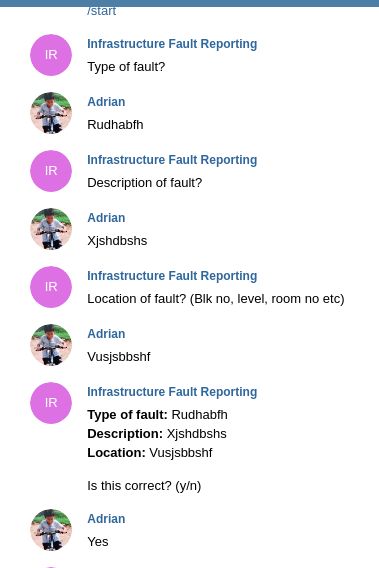 /start
IR
Infrastructure Fault Reporting
Type of fault?
Adrian
Rudhabfh
IR
Infrastructure Fault Reporting
Description of fault?
Adrian
Xjshdbshs
IR
Infrastructure Fault Reporting
Location of fault? (Blk no, level, room no etc)
Adrian
Vusjsbbshf
IR
Infrastructure Fault Reporting
Type of fault: Rudhabfh
Description: Xjshdbshs
Location: Vusjsbbshf
Is this correct? (y/n)
Adrian
Yes